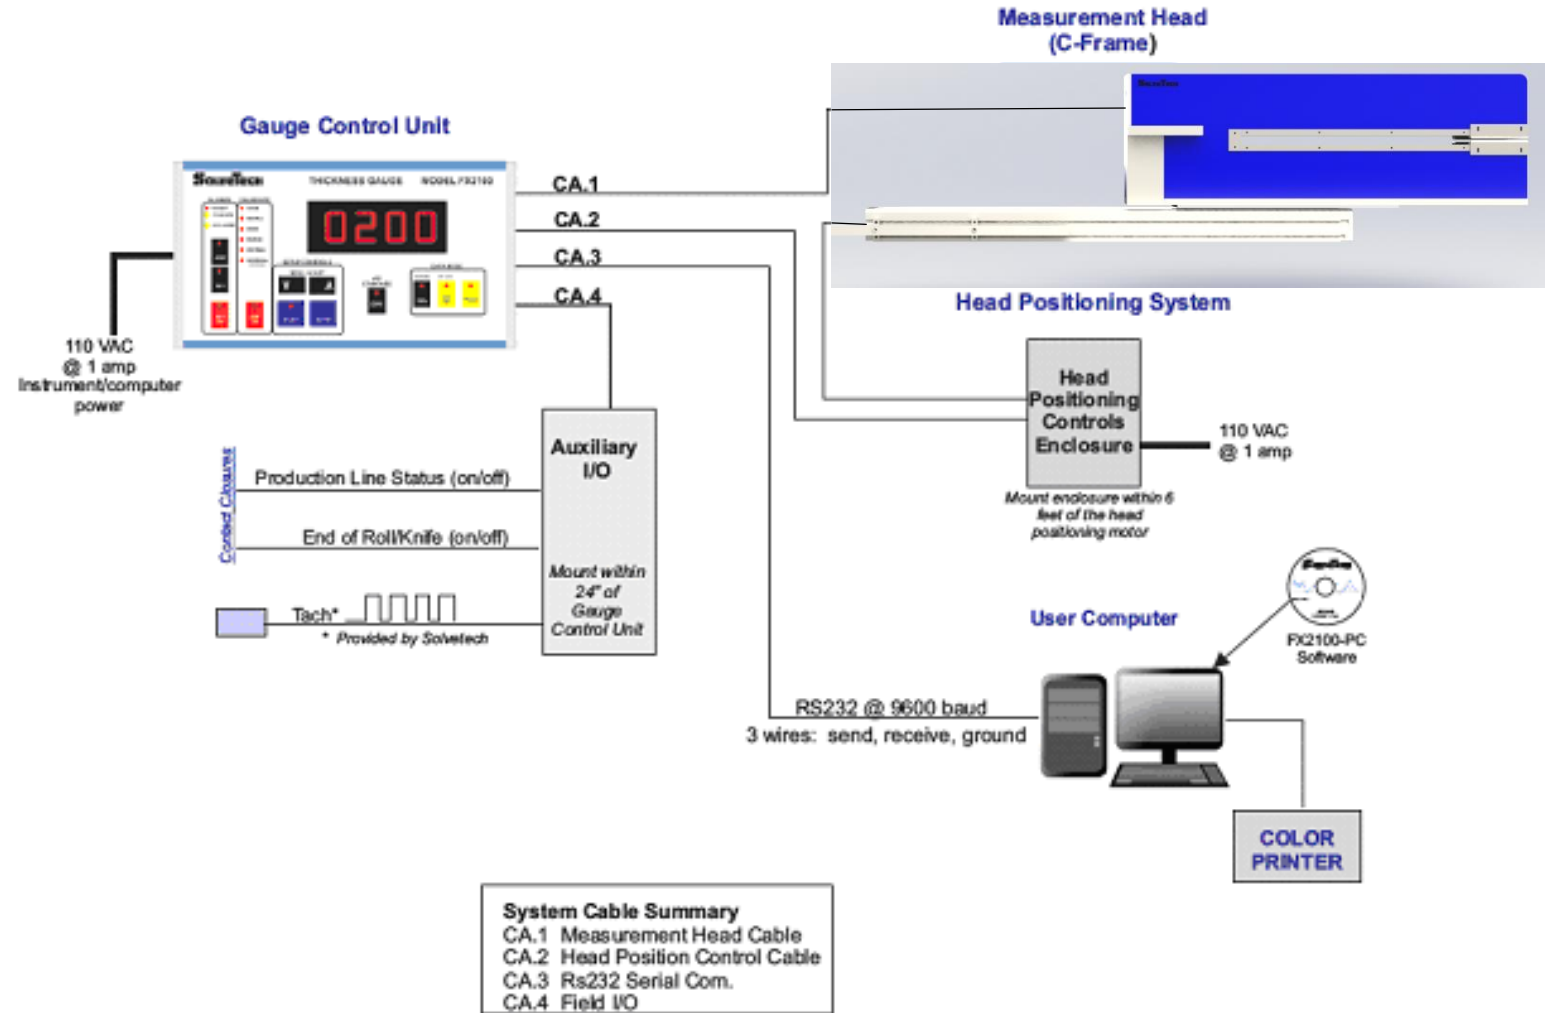 Measurement Head
(C-Frame)
Gauge Control Unit
SolveTech
THICKNESS GAUGE MODEL FX2100
0200
CA.1
CA.2
CA.3
CA.4
110 VAC
@ 1 amp
Instrument/computer
power
Head Positioning System
Head
Positioning
Controls
Enclosure
110 VAC
@ 1 amp
Mount enclosure within 6
feet of the head
positioning motor
Auxiliary
I/O
Contact Closures
Production Line Status (on/off)
End of Roll/Knife (on/off)
Mount within
24" of
Gauge
Control Unit
Tach*
* Provided by Solvetech
User Computer
FX2100-PC
Software
RS232 @ 9600 baud
3 wires: send, receive, ground
COLOR
PRINTER
System Cable Summary
CA.1 Measurement Head Cable
CA.2 Head Position Control Cable
CA.3 Rs232 Serial Com.
CA.4 Field I/O